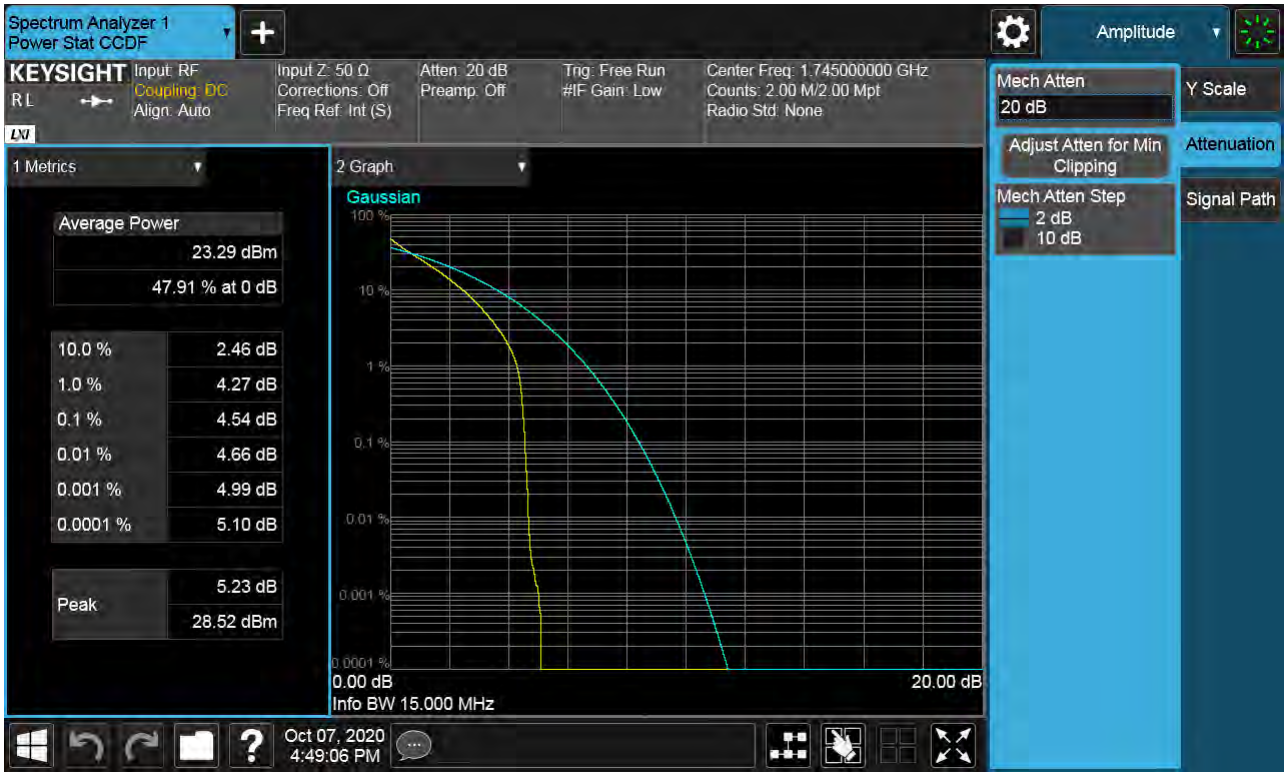 Spectrum Analyzer 1
Power Stat CCDF
Amplitude
KEYSIGHT
R L
LXI
Input: RF
Coupling: DC
Align: Auto
Input Z: 50 Ω
Corrections: Off
Freq Ref: Int (S)
Atten: 20 dB
Preamp: Off
Trig: Free Run
#IF Gain: Low
Center Freq: 1.745000000 GHz
Counts: 2.00 M/2.00 Mpt
Radio Std: None
Mech Atten
20 dB
Adjust Atten for Min
Clipping
Mech Atten Step
2 dB
10 dB
Y Scale
Attenuation
Signal Path
1 Metrics
Average Power
23.29 dBm
47.91 % at 0 dB
10.0 % 2.46 dB
1.0 % 4.27 dB
0.1 % 4.54 dB
0.01 % 4.66 dB
0.001 % 4.99 dB
0.0001 % 5.10 dB
Peak
5.23 dB
28.52 dBm
2 Graph
Gaussian
100 %
10 %
1 %
0.1 %
0.01 %
0.001 %
0.0001 %
0.00 dB 20.00 dB
Info BW 15.000 MHz
?
Oct 07, 2020
4:49:06 PM